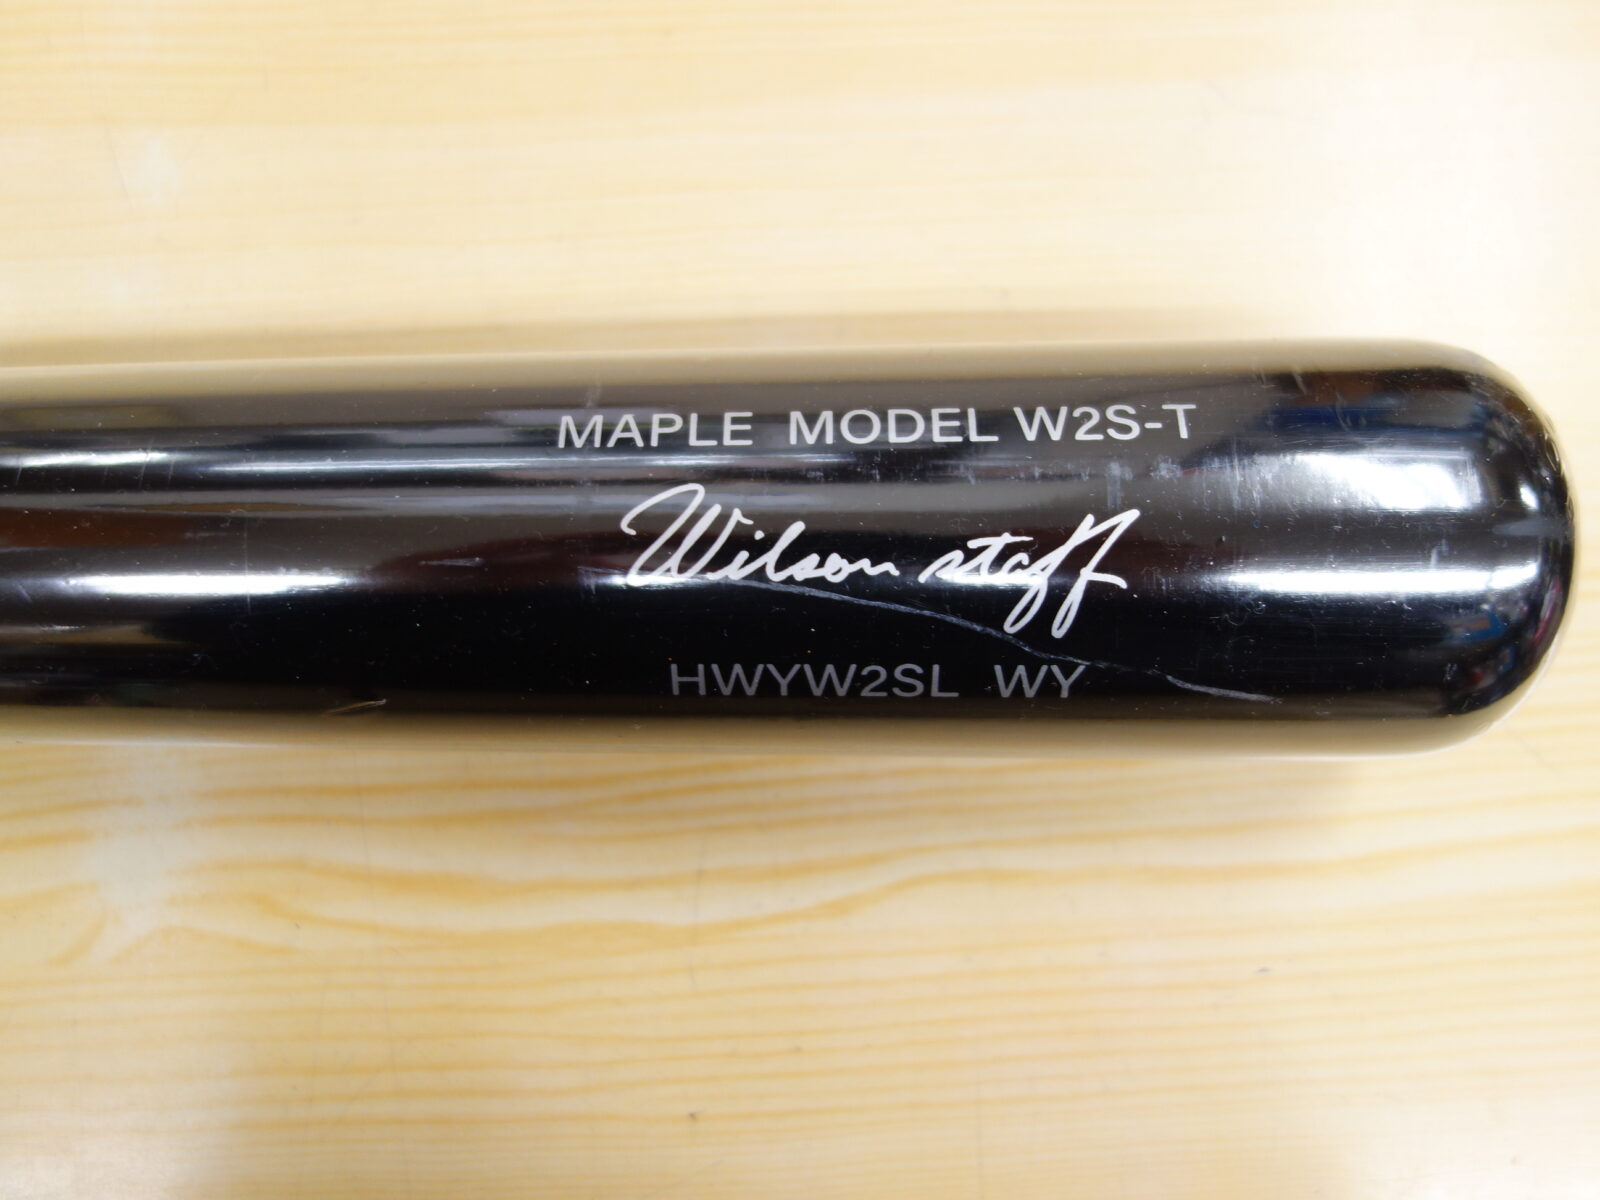 MAPLE MODEL W2S-T
Wilson staff
HWYW2SL WY